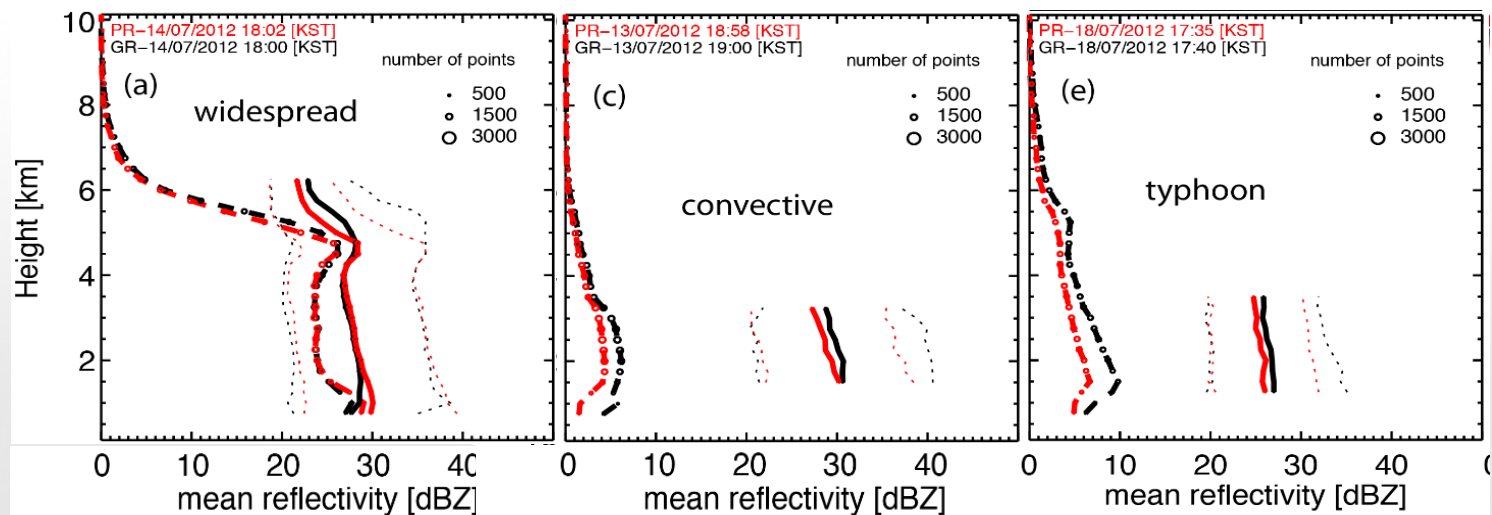 PR−14/07/2012 18:02 [KST]
GR−14/07/2012 18:00 [KST]
(a)
number of points
500
1500
3000
widespread
Height [km]
10
8
6
4
2
0 10 20 30 40
mean reflectivity [dBZ]
PR−13/07/2012 18:58 [KST]
GR−13/07/2012 19:00 [KST]
(c)
number of points
500
1500
3000
convective
0 10 20 30 40
mean reflectivity [dBZ]
PR−18/07/2012 17:35 [KST]
GR−18/07/2012 17:40 [KST]
(e)
number of points
500
1500
3000
typhoon
0 10 20 30 40
mean reflectivity [dBZ]